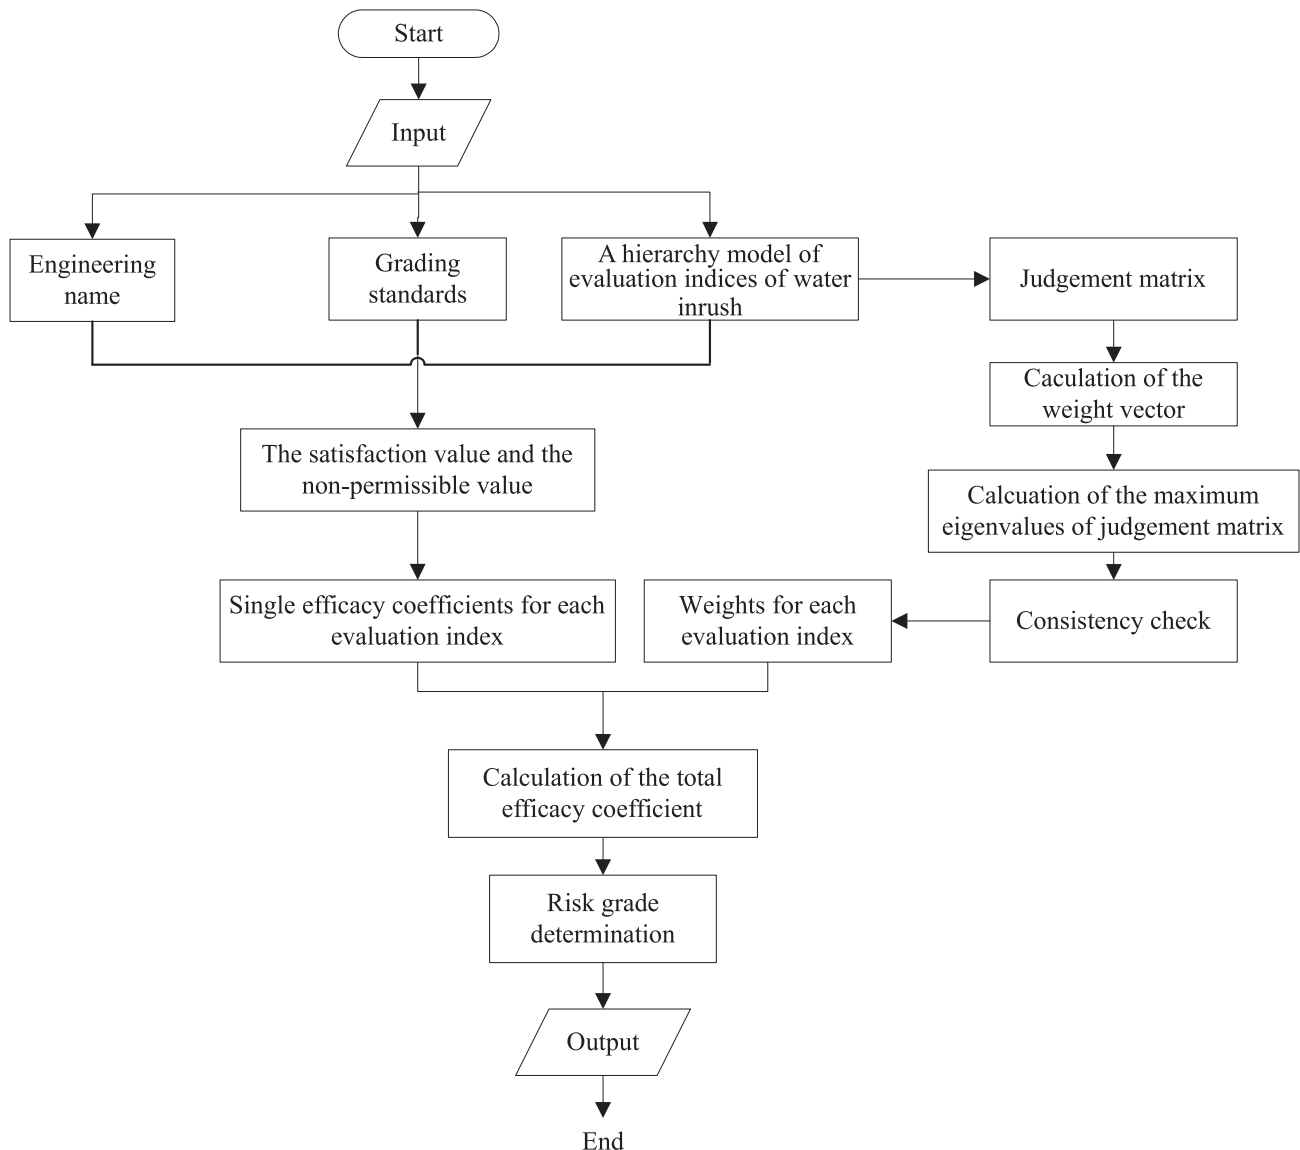 Start
Input
Engineering
name
Grading
standards
A hierarchy model of
evaluation indices of water
inrush
Judgement matrix
Caculation of the
weight vector
The satisfaction value and the
non-permissible value
Calcuation of the maximum
eigenvalues of judgement matrix
Single efficacy coefficients for each
evaluation index
Weights for each
evaluation index
Consistency check
Calculation of the total
efficacy coefficient
Risk grade
determination
Output
End